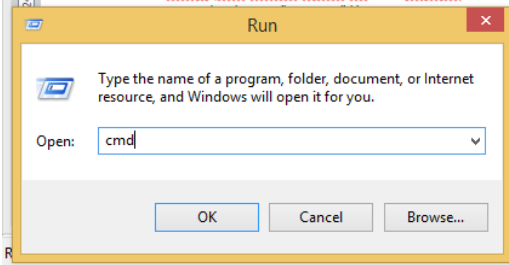 Run
Type the name of a program, folder, document, or Internet
resource, and Windows will open it for you.
Open: cmd
OK Cancel Browse...
R